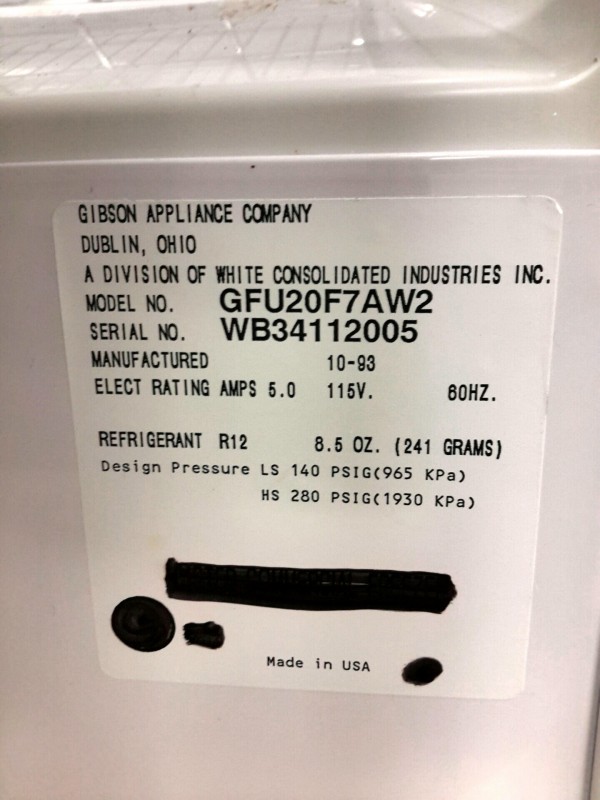 GIBSON APPLIANCE COMPANY
DUBLIN, OHIO
A DIVISION OF WHITE CONSOLIDATED INDUSTRIES INC.
MODEL NO. GFU20F7AW2
SERIAL NO. WB34112005
MANUFACTURED 10-93
ELECT RATING AMPS 5.0 115V. 60HZ.
REFRIGERANT R12 8.5 OZ. (241 GRAMS)
Design Pressure LS 140 PSIG(965 KPa)
HS 280 PSIG(1930 KPa)
Made in USA